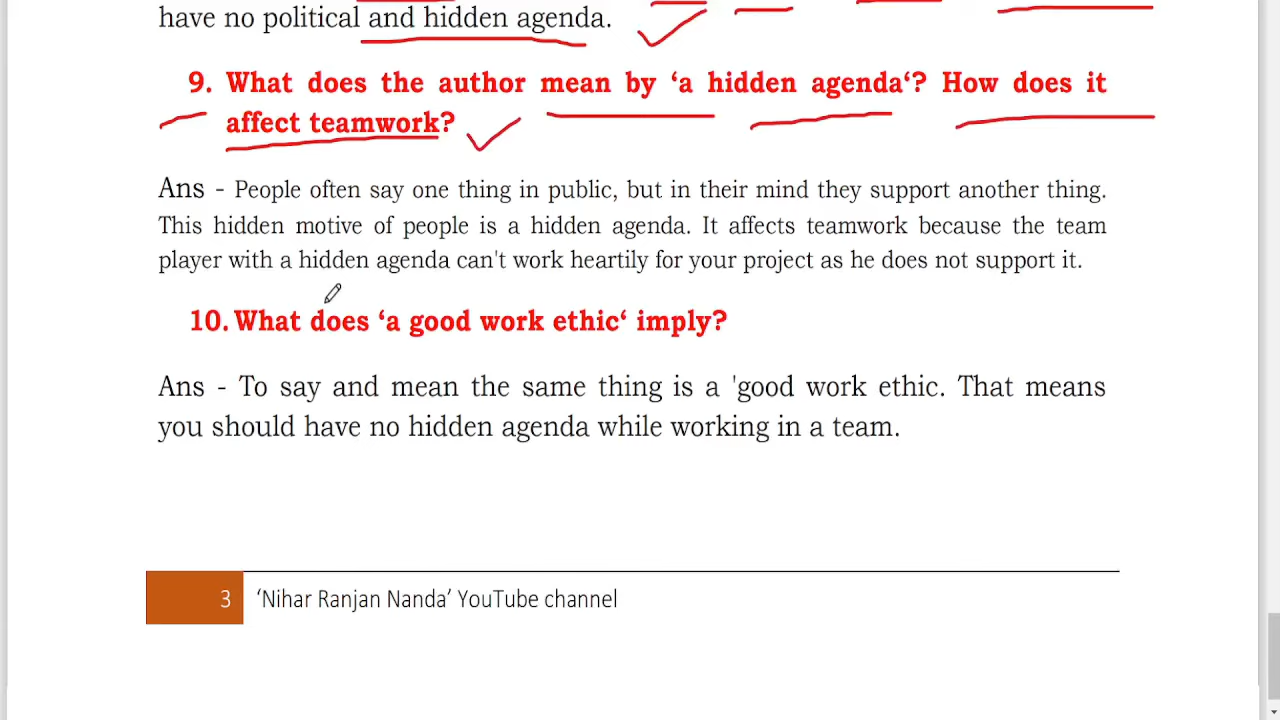 have no political and hidden agenda.
9. What does the author mean by ‘a hidden agenda‘? How does it
affect teamwork?
Ans - People often say one thing in public, but in their mind they support another thing.
This hidden motive of people is a hidden agenda. It affects teamwork because the team
player with a hidden agenda can't work heartily for your project as he does not support it.
10. What does ‘a good work ethic‘ imply?
Ans - To say and mean the same thing is a 'good work ethic. That means
you should have no hidden agenda while working in a team.
3 ‘Nihar Ranjan Nanda’ YouTube channel